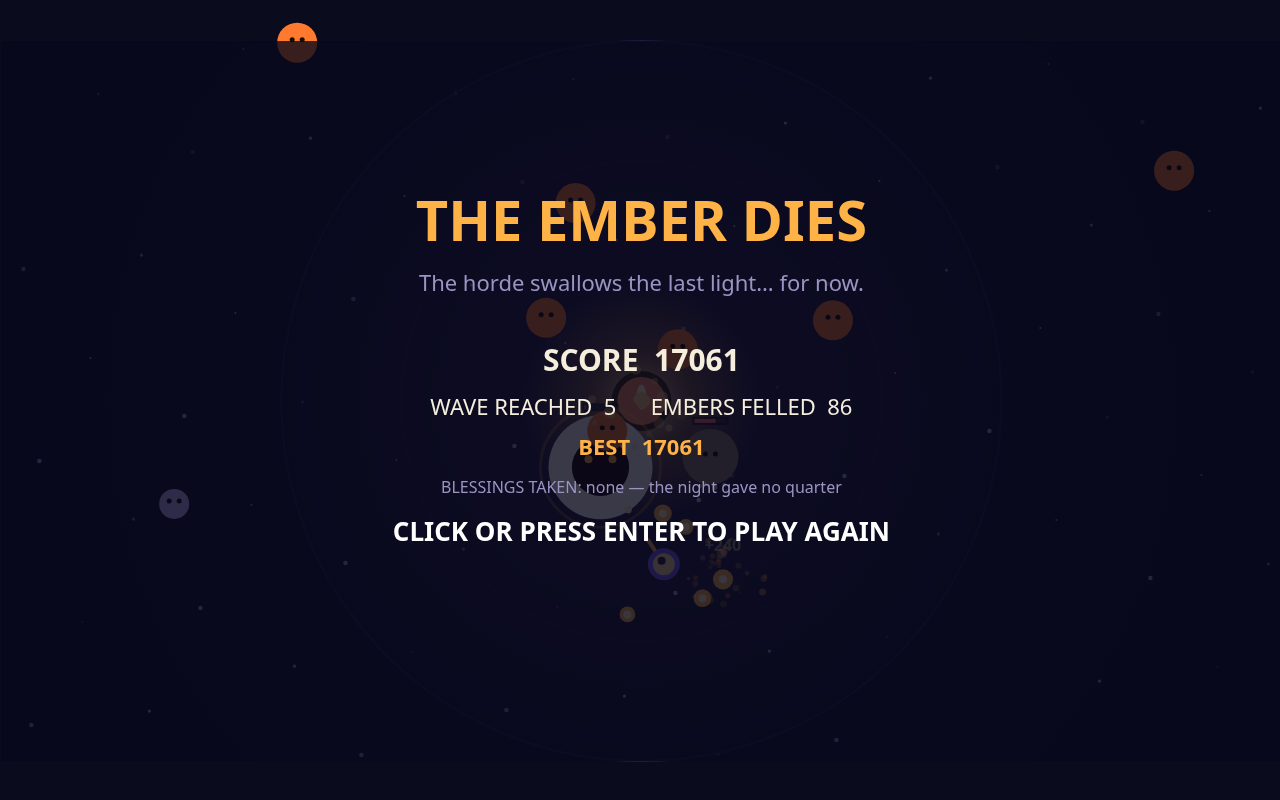 THE EMBER DIES
The horde swallows the last light… for now.
SCORE 17061
WAVE REACHED 5 EMBERS FELLED 86
BEST 17061
BLESSINGS TAKEN: none — the night gave no quarter
CLICK OR PRESS ENTER TO PLAY AGAIN